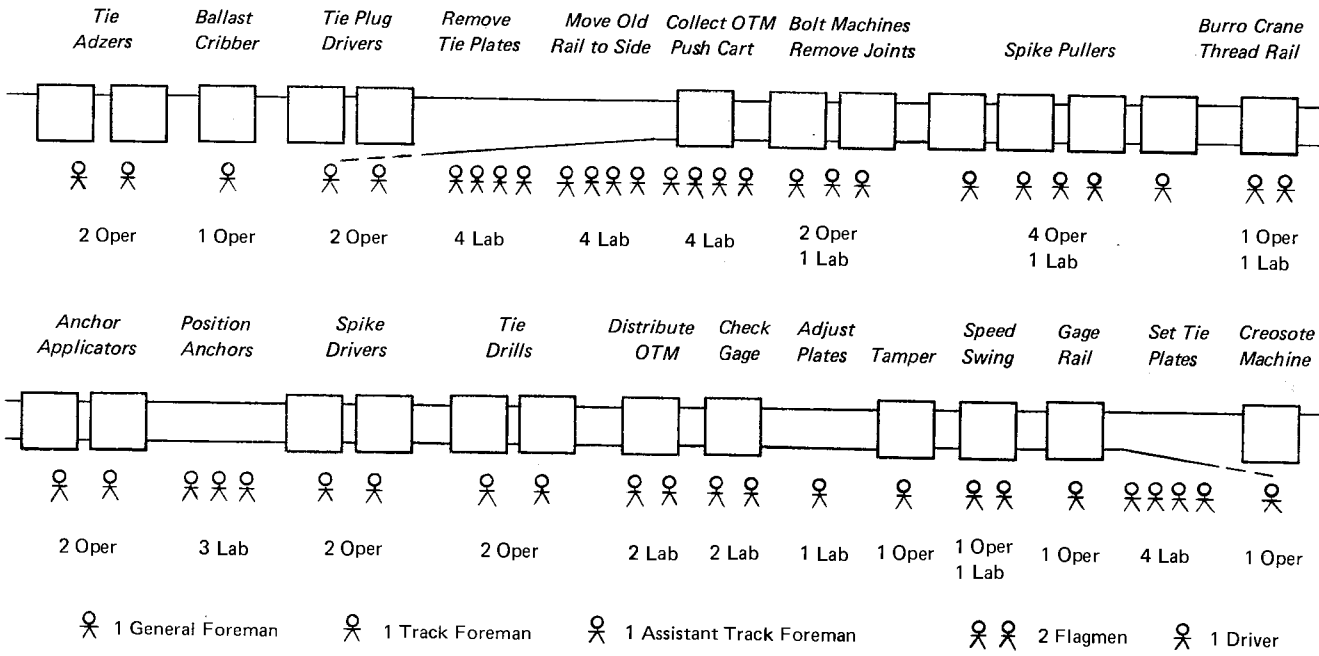 Tie Adzers
Ballast Cribber
Tie Plug Drivers
Remove Tie Plates
Move Old Rail to Side
Collect OTM Push Cart
Bolt Machines Remove Joints
Spike Pullers
Burro Crane Thread Rail
2 Oper
1 Oper
2 Oper
4 Lab
4 Lab
4 Lab
2 Oper
1 Lab
4 Oper
1 Lab
1 Oper
1 Lab
Anchor Applicators
Position Anchors
Spike Drivers
Tie Drills
Distribute OTM
Check Gage
Adjust Plates
Tamper
Speed Swing
Gage Rail
Set Tie Plates
Creosote Machine
2 Oper
3 Lab
2 Oper
2 Oper
2 Lab
2 Lab
1 Lab
1 Oper
1 Oper
1 Lab
1 Oper
4 Lab
1 Oper
1 General Foreman
1 Track Foreman
1 Assistant Track Foreman
2 Flagmen
1 Driver